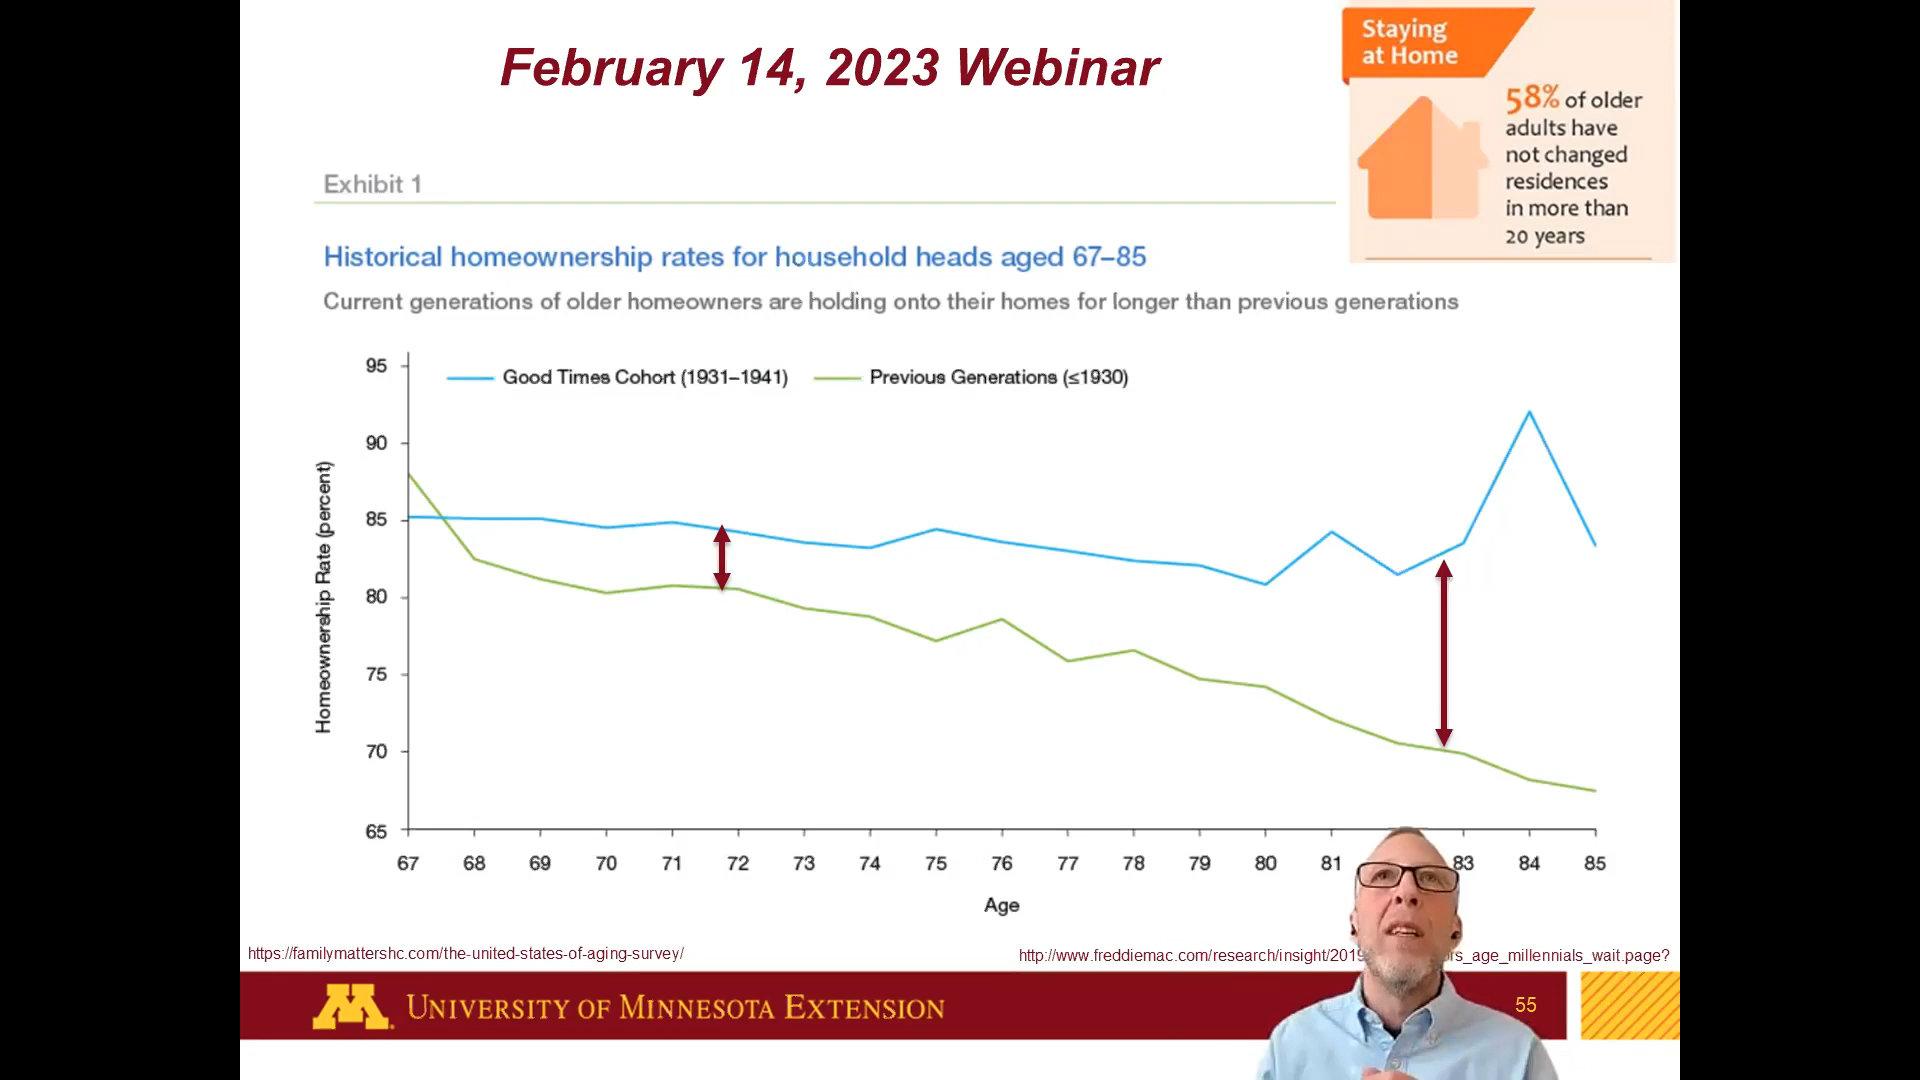 February 14, 2023 Webinar
Staying
at Home
58% of older
adults have
not changed
residences
in more than
20 years
Exhibit 1
Historical homeownership rates for household heads aged 67–85
Current generations of older homeowners are holding onto their homes for longer than previous generations
Good Times Cohort (1931–1941)
Previous Generations (≤1930)
Homeownership Rate (percent)
95
90
85
80
75
70
65
67 68 69 70 71 72 73 74 75 76 77 78 79 80 81 83 84 85
Age
https://familymattershc.com/the-united-states-of-aging-survey/
http://www.freddiemac.com/research/insight/2019 rs_age_millennials_wait.page?
M
UNIVERSITY OF MINNESOTA EXTENSION
55